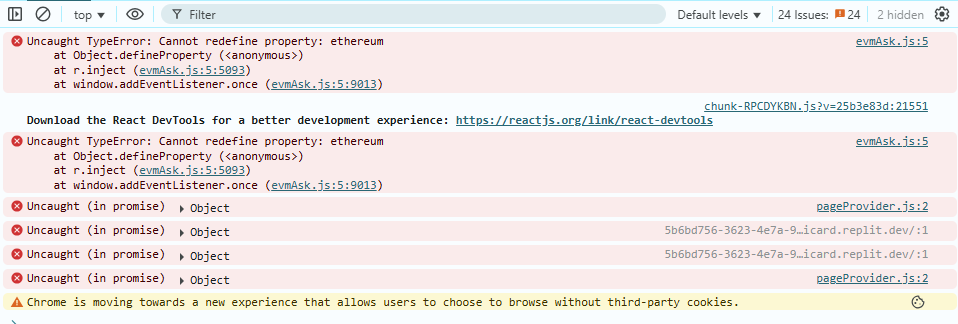 top ▼ Filter Default levels ▼ 24 Issues: 24 2 hidden
Uncaught TypeError: Cannot redefine property: ethereum evmAsk.js:5
at Object.defineProperty (<anonymous>)
at r.inject (evmAsk.js:5:5093)
at window.addEventListener.once (evmAsk.js:5:9013)
chunk-RPCDYKBN.js?v=25b3e83d:21551
Download the React DevTools for a better development experience: https://reactjs.org/link/react-devtools
Uncaught TypeError: Cannot redefine property: ethereum evmAsk.js:5
at Object.defineProperty (<anonymous>)
at r.inject (evmAsk.js:5:5093)
at window.addEventListener.once (evmAsk.js:5:9013)
Uncaught (in promise) ▶ Object pageProvider.js:2
Uncaught (in promise) ▶ Object 5b6bd756-3623-4e7a-9…icard.replit.dev/:1
Uncaught (in promise) ▶ Object 5b6bd756-3623-4e7a-9…icard.replit.dev/:1
Uncaught (in promise) ▶ Object pageProvider.js:2
Chrome is moving towards a new experience that allows users to choose to browse without third-party cookies.